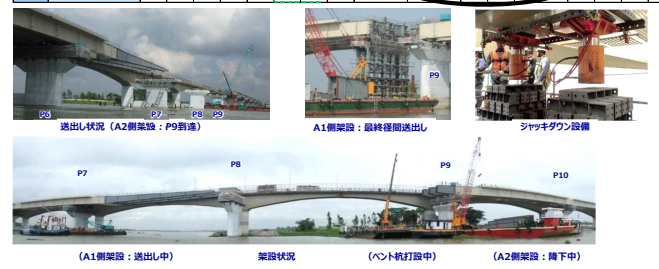 P9
P6
P7
P8
P9
送出し状況（A2側架設：P9到達）
A1側架設：最終径間送出し
ジャッキダウン設備
P7
P8
P9
P10
（A1側架設：送出し中）
架設状況
（ベント杭打設中）
（A2側架設：降下中）